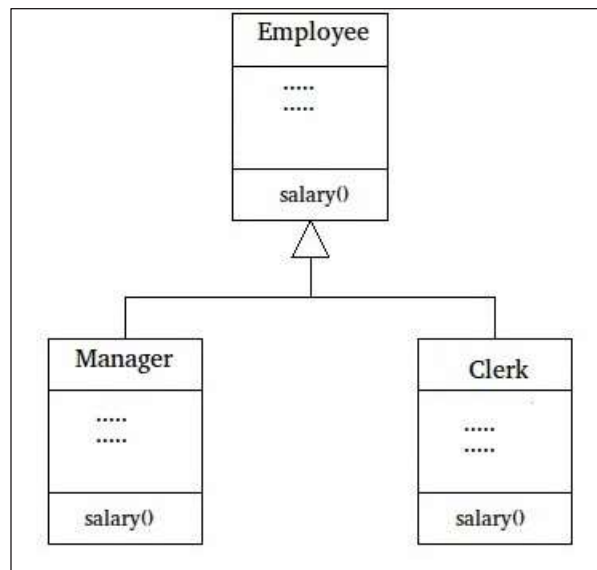 Employee
.....
.....
salary()
Manager
.....
.....
salary()
Clerk
.....
.....
salary()